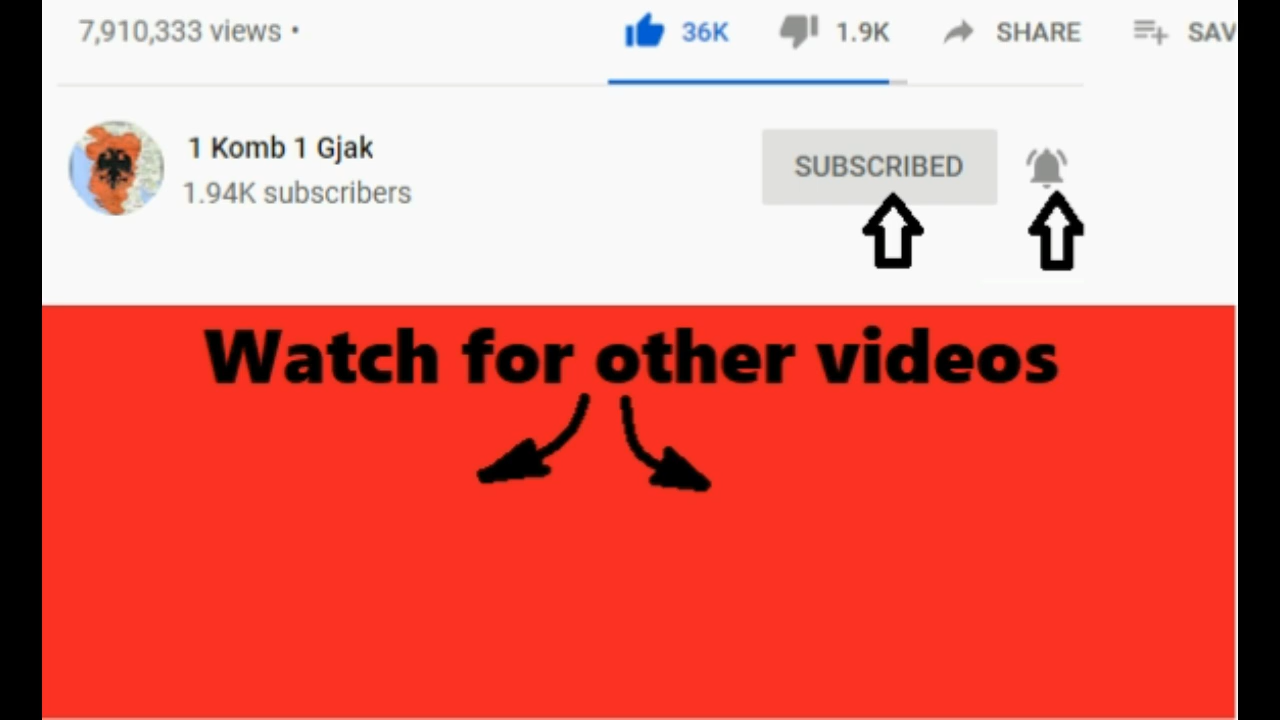 7,910,333 views •
36K
1.9K
SHARE
SAV
1 Komb 1 Gjak
1.94K subscribers
SUBSCRIBED
Watch for other videos